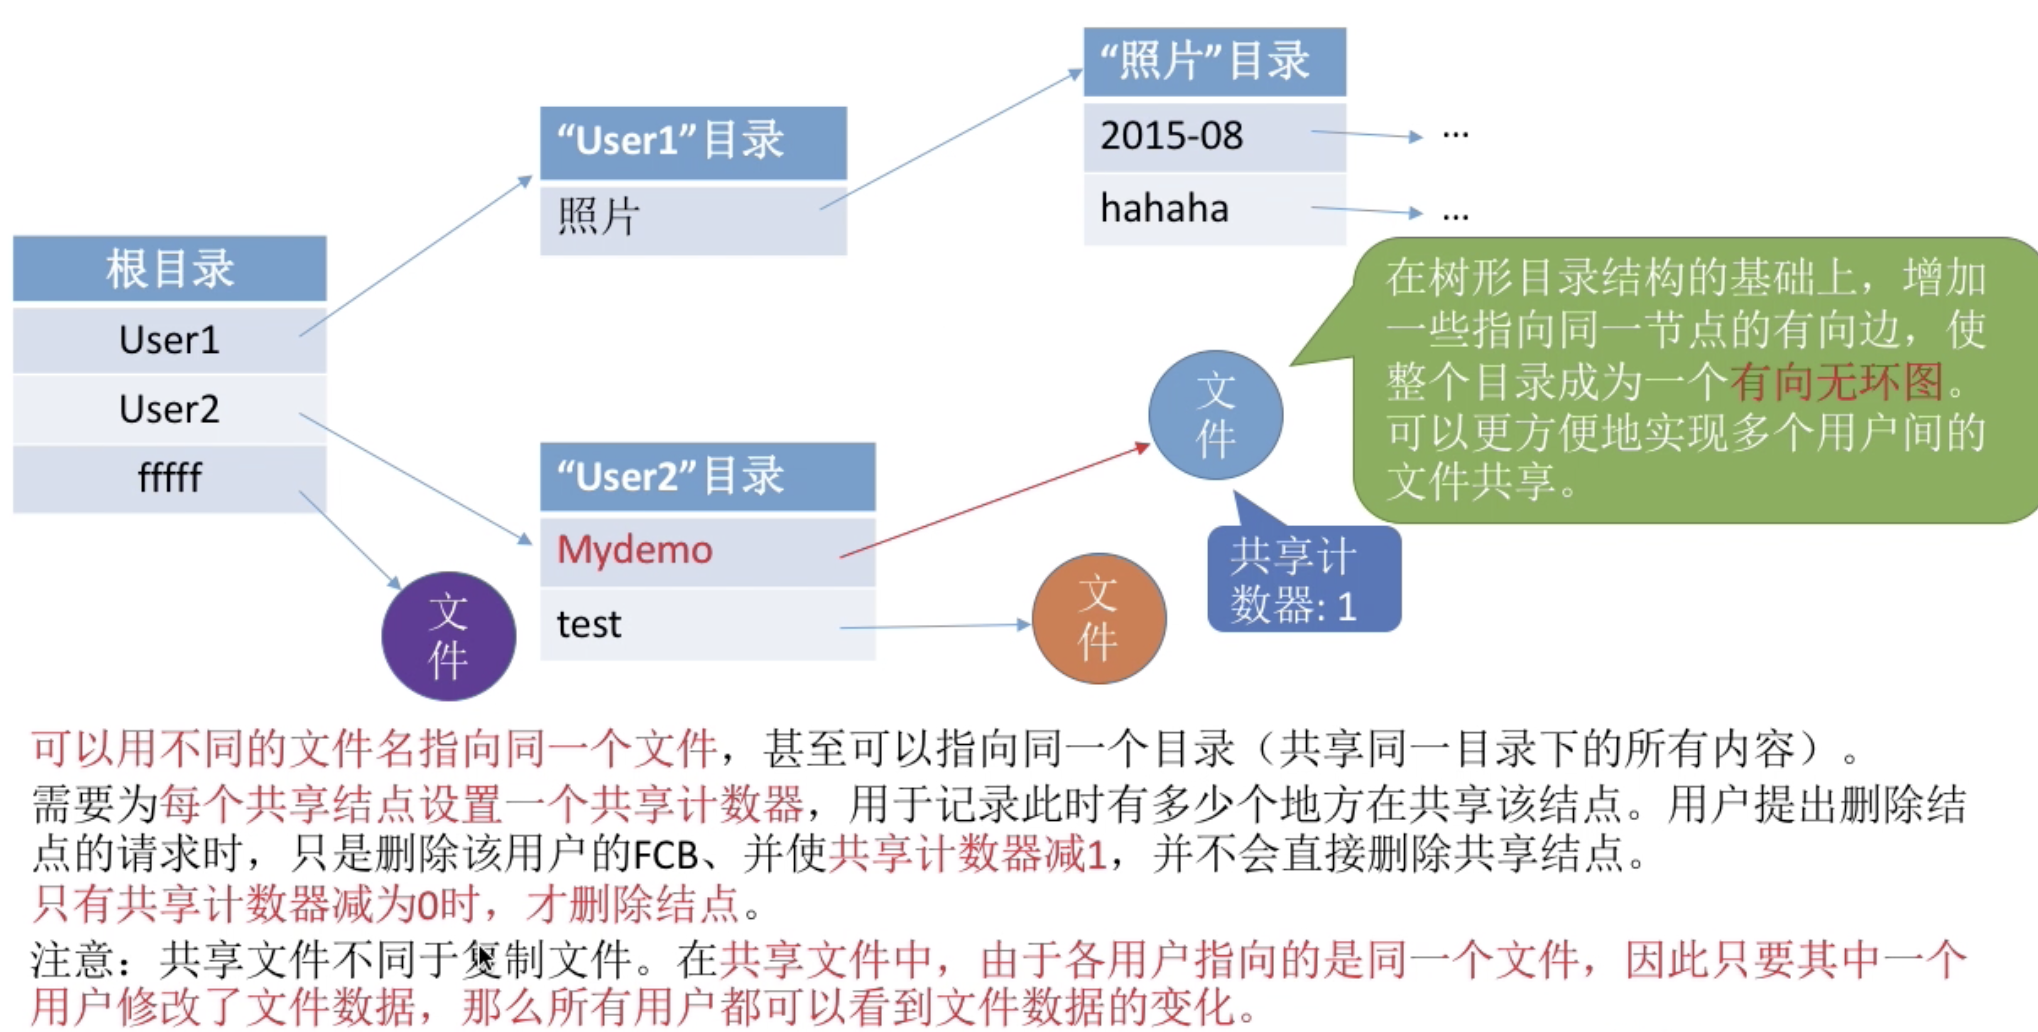 “照片”目录
2015-08
...
hahaha
...
“User1”目录
照片
根目录
User1
User2
fffff
文
件
“User2”目录
Mydemo
test
文
件
文
件
共享计
数器: 1
在树形目录结构的基础上，增加
一些指向同一节点的有向边，使
整个目录成为一个有向无环图。
可以更方便地实现多个用户间的
文件共享。
可以用不同的文件名指向同一个文件，甚至可以指向同一个目录（共享同一目录下的所有内容）。
需要为每个共享结点设置一个共享计数器，用于记录此时有多少个地方在共享该结点。用户提出删除结
点的请求时，只是删除该用户的FCB、并使共享计数器减1，并不会直接删除共享结点。
只有共享计数器减为0时，才删除结点。
注意：共享文件不同于复制文件。在共享文件中，由于各用户指向的是同一个文件，因此只要其中一个
用户修改了文件数据，那么所有用户都可以看到文件数据的变化。